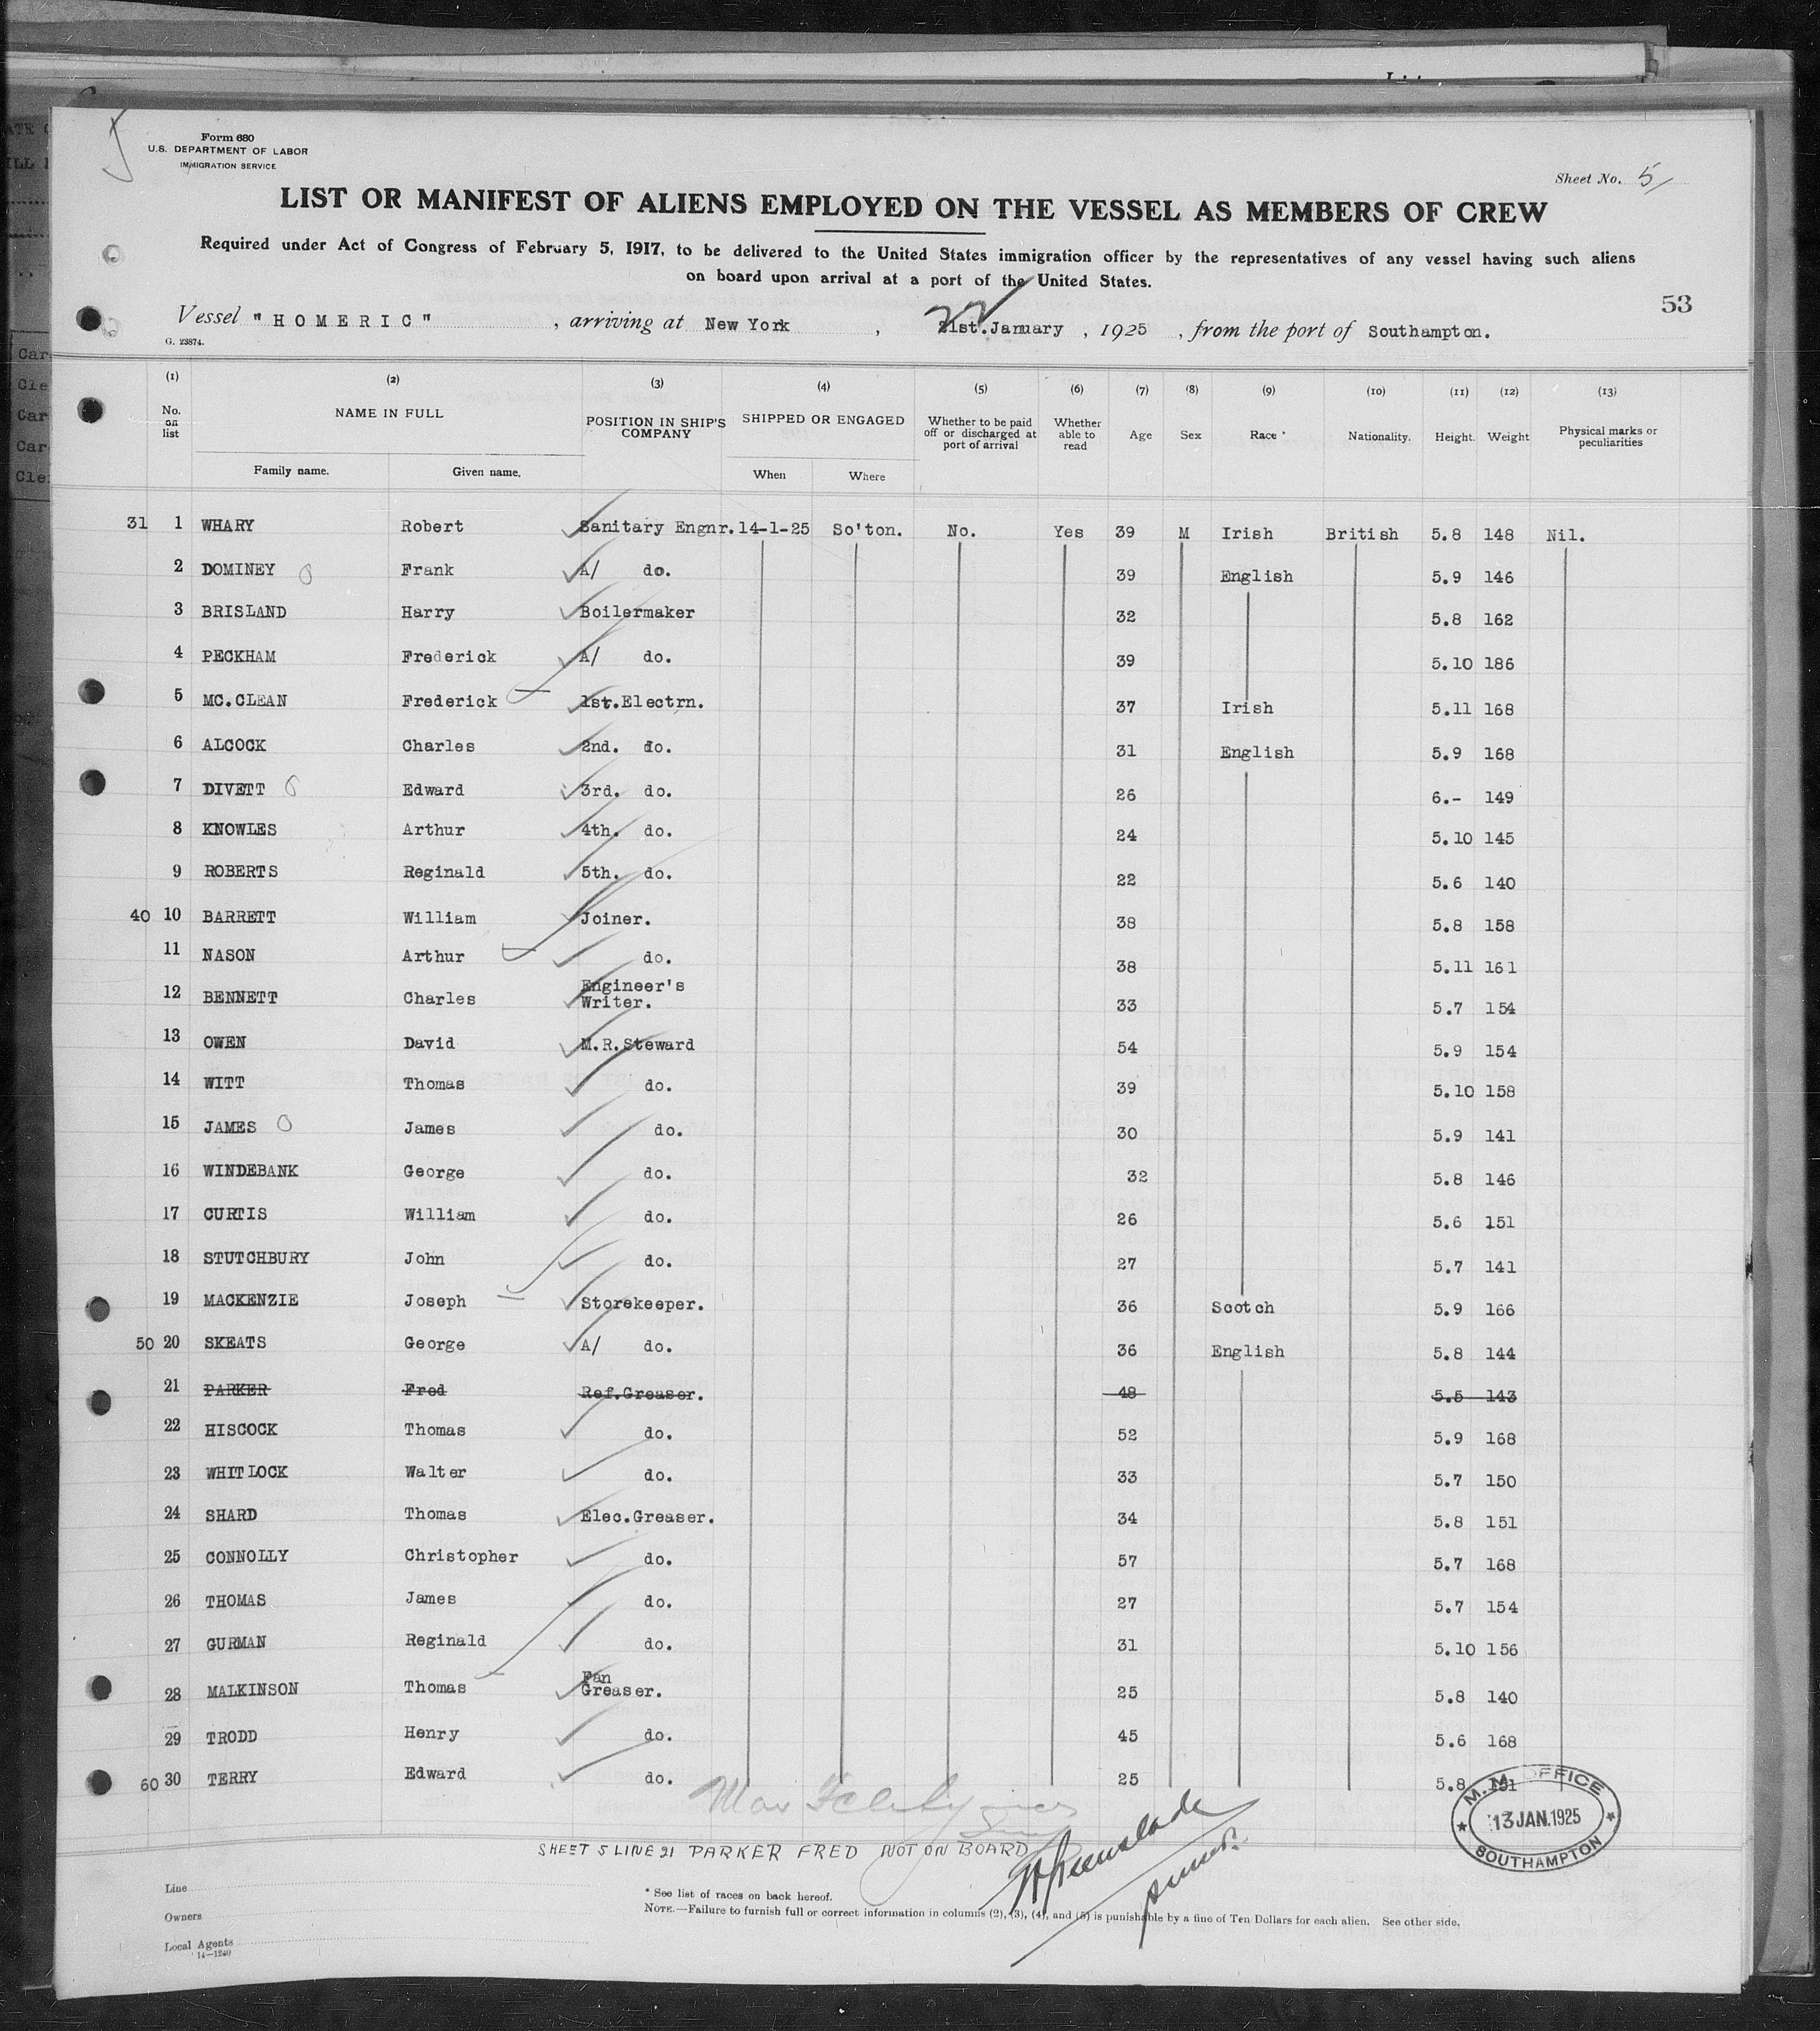 Form 680
U.S. DEPARTMENT OF LABOR
IMMIGRATION SERVICE
Sheet No. 5/
LIST OR MANIFEST OF ALIENS EMPLOYED ON THE VESSEL AS MEMBERS OF CREW
Required under Act of Congress of February 5, 1917, to be delivered to the United States immigration officer by the representatives of any vessel having such aliens
on board upon arrival at a port of the United States.
53
Vessel "HOMERIC" , arriving at New York , 22 21st.January , 1925 , from the port of Southampton.
G. 23874.
(1) (2) (3) (4) (5) (6) (7) (8) (9) (10) (11) (12) (13)
No. on list NAME IN FULL POSITION IN SHIP'S COMPANY SHIPPED OR ENGAGED Whether to be paid off or discharged at port of arrival Whether able to read Age Sex Race * Nationality. Height. Weight Physical marks or peculiarities
Family name. Given name. When Where
31 1 WHARY Robert Sanitary Engnr. 14-1-25 So'ton. No. Yes 39 M Irish British 5.8 148 Nil.
2 DOMINEY Frank A/ do. 39 English 5.9 146
3 BRISLAND Harry Boilermaker 32 5.8 162
4 PECKHAM Frederick A/ do. 39 5.10 186
5 MC.CLEAN Frederick 1st.Electrn. 37 Irish 5.11 168
6 ALCOCK Charles 2nd. do. 31 English 5.9 168
7 DIVETT Edward 3rd. do. 26 6.- 149
8 KNOWLES Arthur 4th. do. 24 5.10 145
9 ROBERTS Reginald 5th. do. 22 5.6 140
40 10 BARRETT William Joiner. 38 5.8 158
11 NASON Arthur do. 38 5.11 161
12 BENNETT Charles Engineer's Writer. 33 5.7 154
13 OWEN David M.R.Steward 54 5.9 154
14 WITT Thomas do. 39 5.10 158
15 JAMES James do. 30 5.9 141
16 WINDEBANK George do. 32 5.8 146
17 CURTIS William do. 26 5.6 151
18 STUTCHBURY John do. 27 5.7 141
19 MACKENZIE Joseph Storekeeper. 36 Scotch 5.9 166
50 20 SKEATS George A/ do. 36 English 5.8 144
21 PARKER Fred Ref.Greaser. 48 5.5 143
22 HISCOCK Thomas do. 52 5.9 168
23 WHITLOCK Walter do. 33 5.7 150
24 SHARD Thomas Elec.Greaser. 34 5.8 151
25 CONNOLLY Christopher do. 57 5.7 168
26 THOMAS James do. 27 5.7 154
27 GURMAN Reginald do. 31 5.10 156
28 MALKINSON Thomas Fan Greaser. 25 5.8 140
29 TRODD Henry do. 45 5.6 168
60 30 TERRY Edward do. 25 5.8 151
M.M. OFFICE
13 JAN. 1925
SOUTHAMPTON
SHEET 5 LINE 21 PARKER FRED NOT ON BOARD
Line
Owners
Local Agents
14-1240
* See list of races on back hereof.
NOTE.—Failure to furnish full or correct information in columns (2), (3), (4), and (5) is punishable by a fine of Ten Dollars for each alien. See other side.